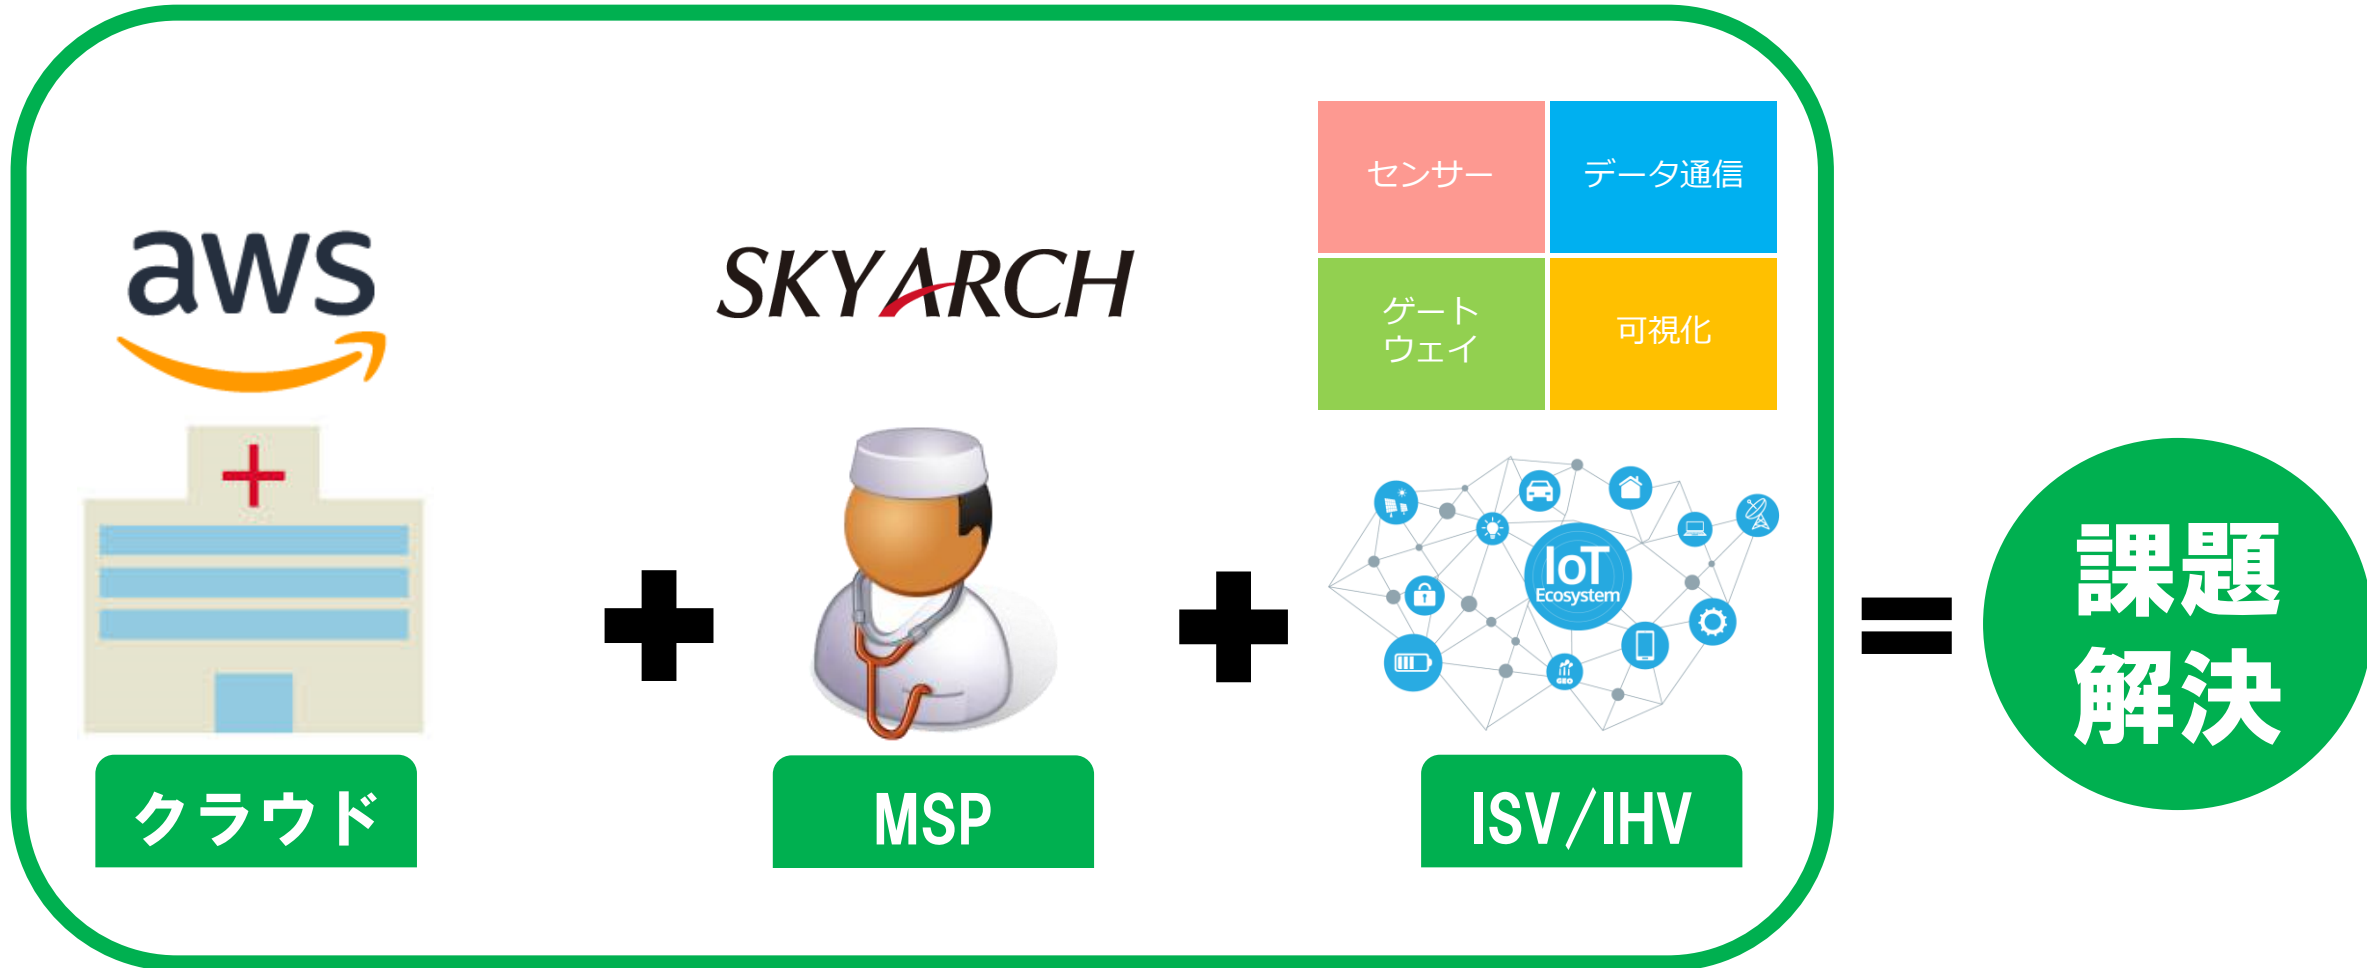 aws
クラウド
SKYARCH
MSP
センサー
データ通信
ゲート
ウェイ
可視化
IoT
Ecosystem
GEO
ISV/IHV
課題
解決